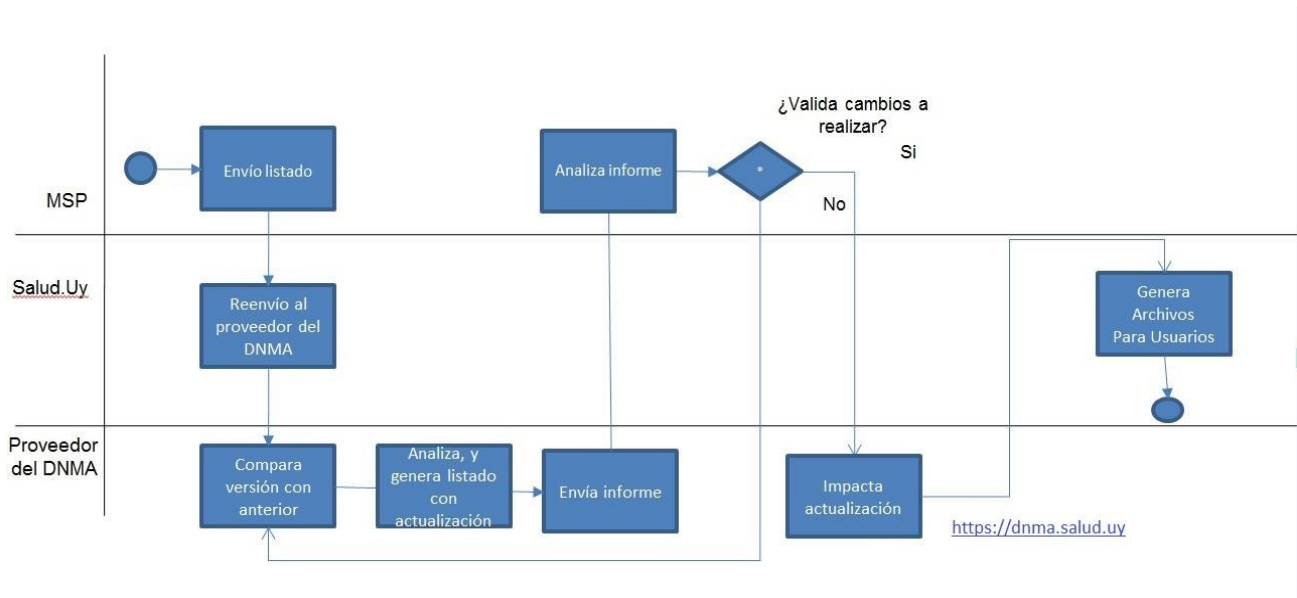 ¿Valida cambios a
realizar?
Si
No
MSP
Envío listado
Analiza informe
*
Salud.Uy
Reenvío al
proveedor del
DNMA
Genera
Archivos
Para Usuarios
Proveedor
del DNMA
Compara
versión con
anterior
Analiza, y
genera listado
con
actualización
Envía informe
Impacta
actualización
https://dnma.salud.uy